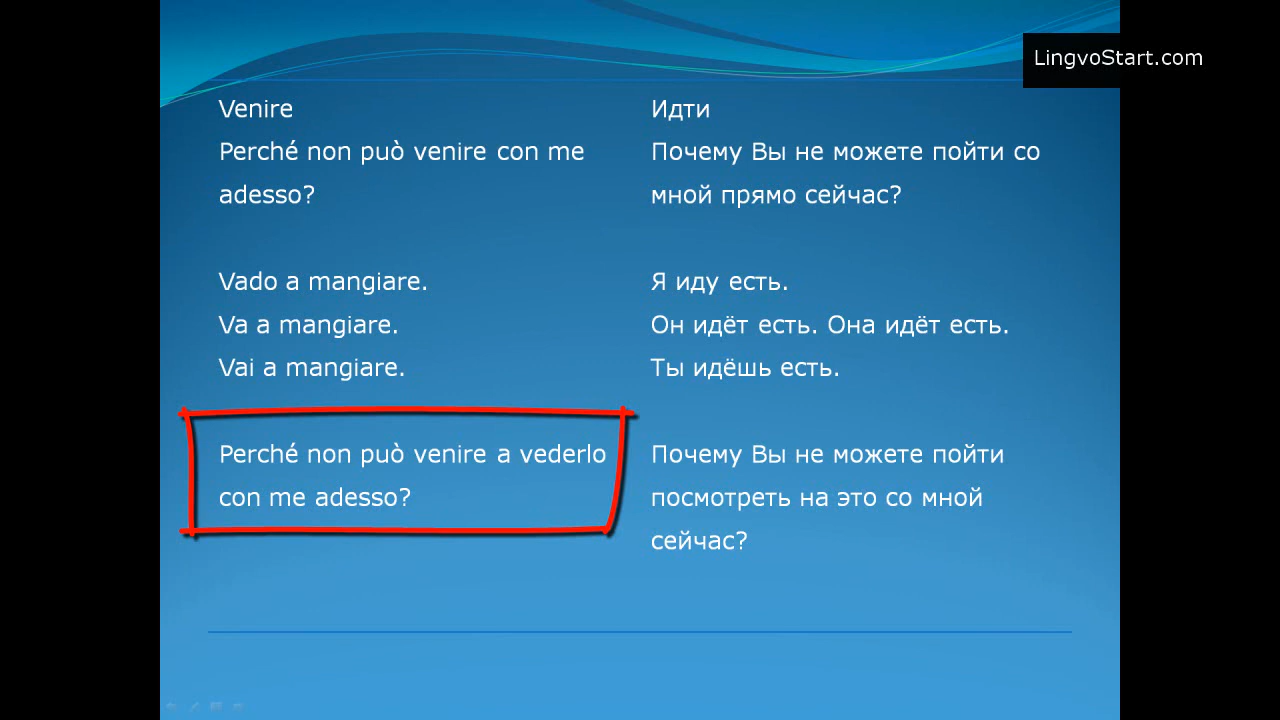 LingvoStart.com
Venire
Идти
Perché non può venire con me
adesso?
Почему Вы не можете пойти со
мной прямо сейчас?
Vado a mangiare.
Я иду есть.
Va a mangiare.
Он идёт есть. Она идёт есть.
Vai a mangiare.
Ты идёшь есть.
Perché non può venire a vederlo
con me adesso?
Почему Вы не можете пойти
посмотреть на это со мной
сейчас?